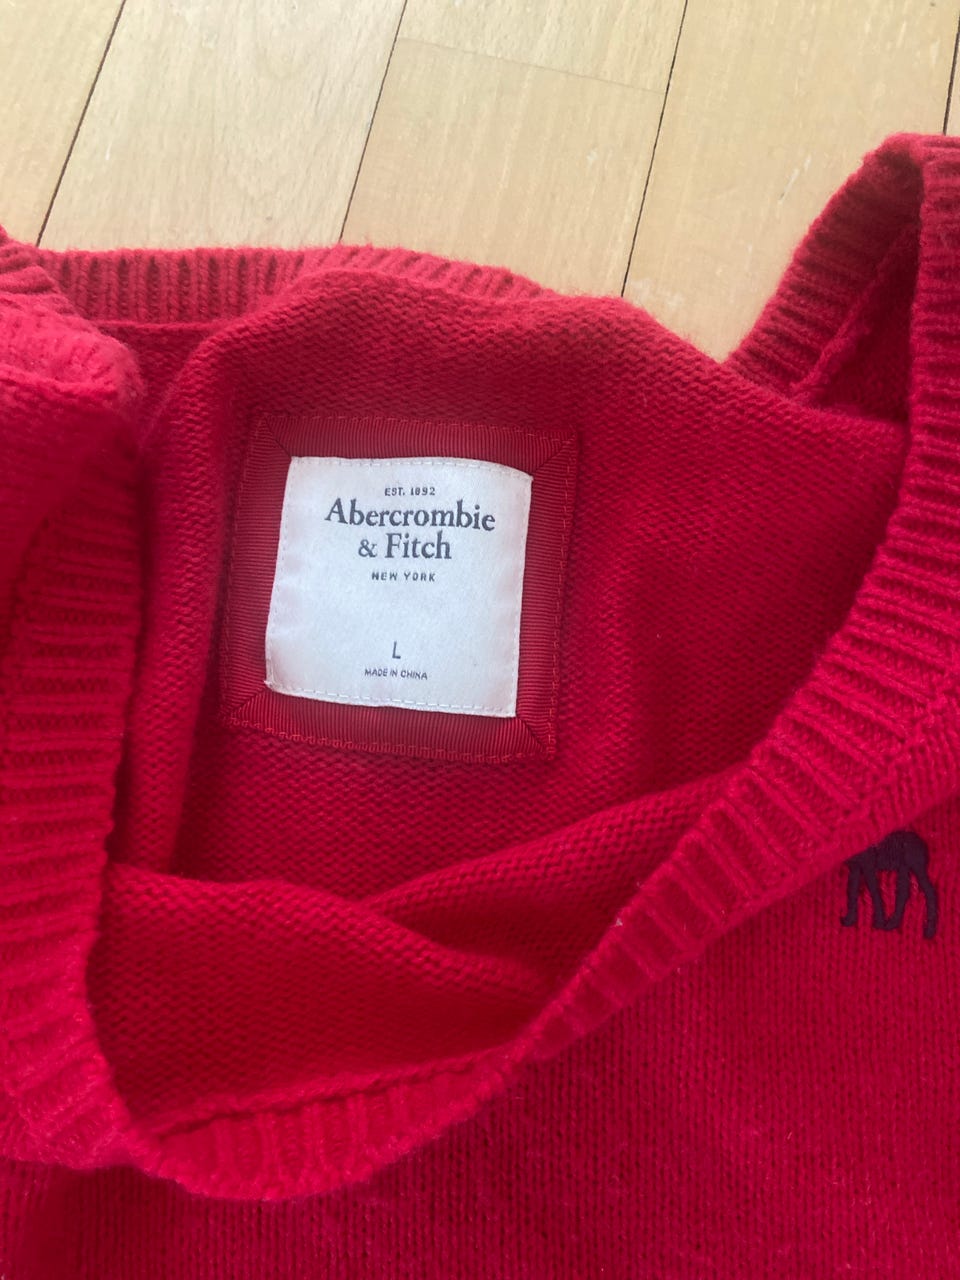 EST. 1892
Abercrombie
& Fitch
NEW YORK
L
MADE IN CHINA